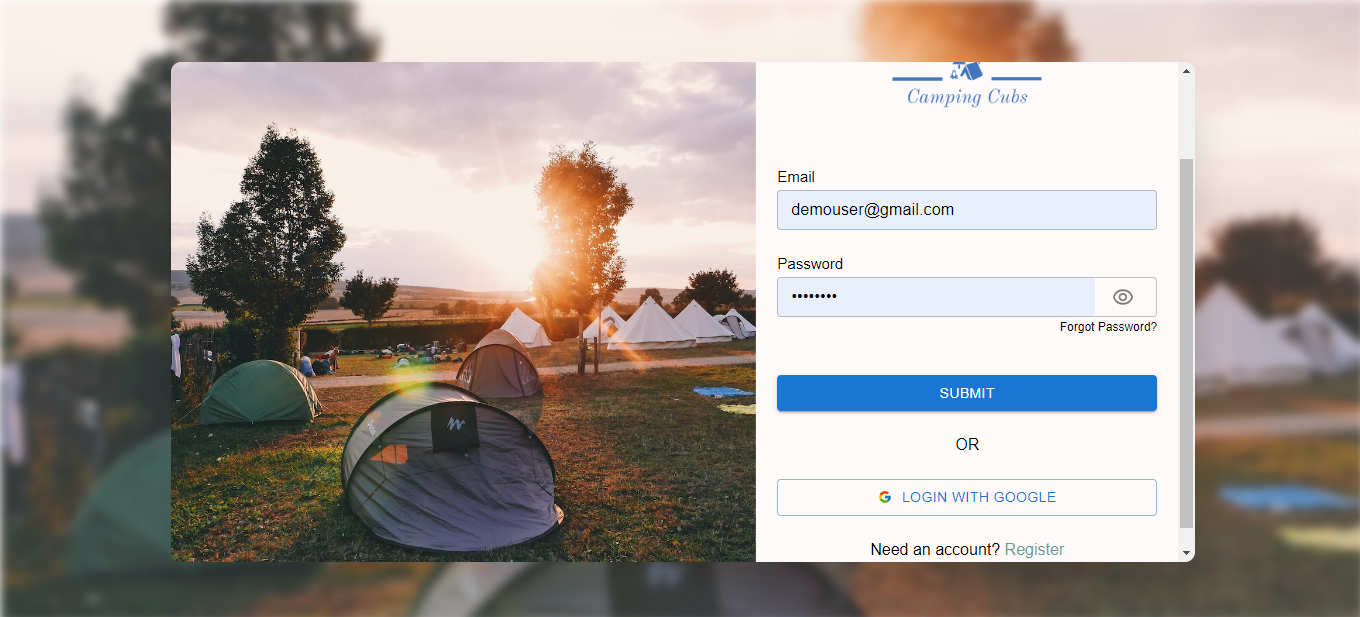 Camping Cubs
Email
demouser@gmail.com
Password
••••••••
Forgot Password?
SUBMIT
OR
LOGIN WITH GOOGLE
Need an account? Register